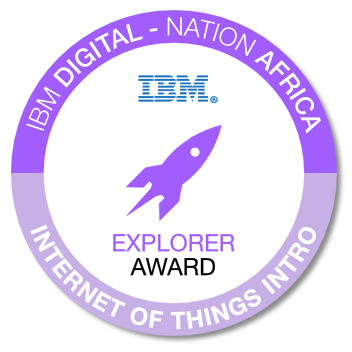 IBM DIGITAL - NATION AFRICA
IBM®
EXPLORER
AWARD
INTERNET OF THINGS INTRO